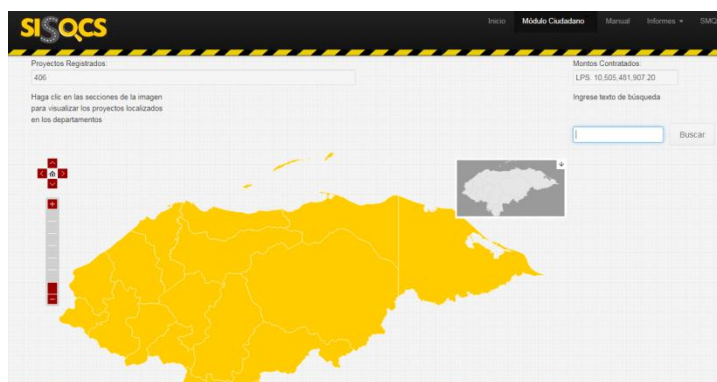 SISOCS
Inicio Módulo Ciudadano Manual Informes SMQ
Proyectos Registrados:
406
Montos Contratados:
LPS. 10,505,481,907.20
Haga clic en las secciones de la imagen
para visualizar los proyectos localizados
en los departamentos
Ingrese texto de búsqueda
Buscar